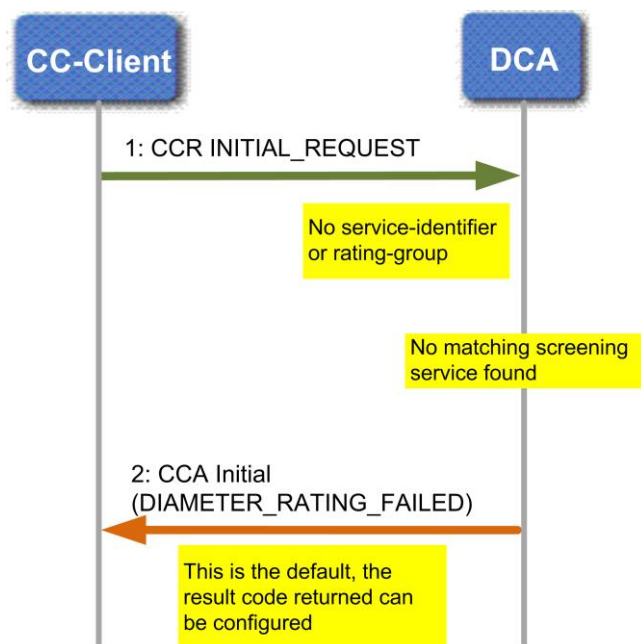 CC-Client
DCA
1: CCR INITIAL_REQUEST
No service-identifier
or rating-group
No matching screening
service found
2: CCA Initial
(DIAMETER_RATING_FAILED)
This is the default, the
result code returned can
be configured